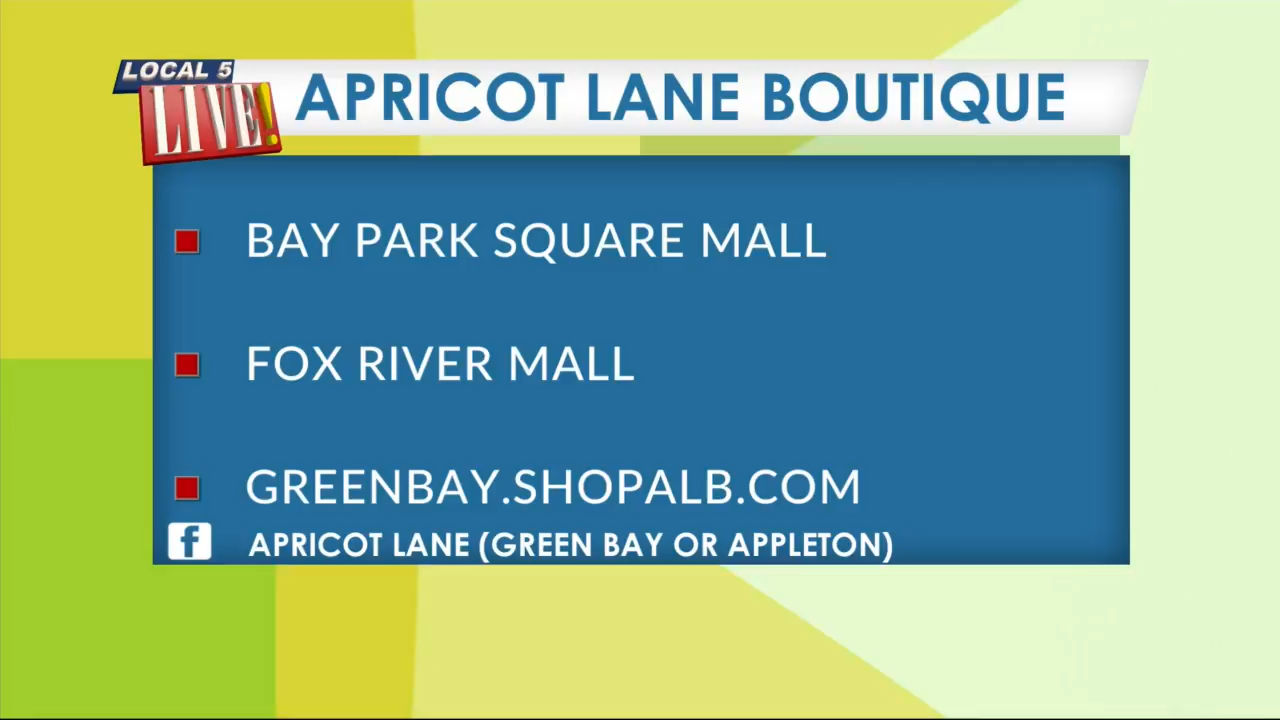 LOCAL 5
LIVE!
APRICOT LANE BOUTIQUE
BAY PARK SQUARE MALL
FOX RIVER MALL
GREENBAY.SHOPALB.COM
f APRICOT LANE (GREEN BAY OR APPLETON)